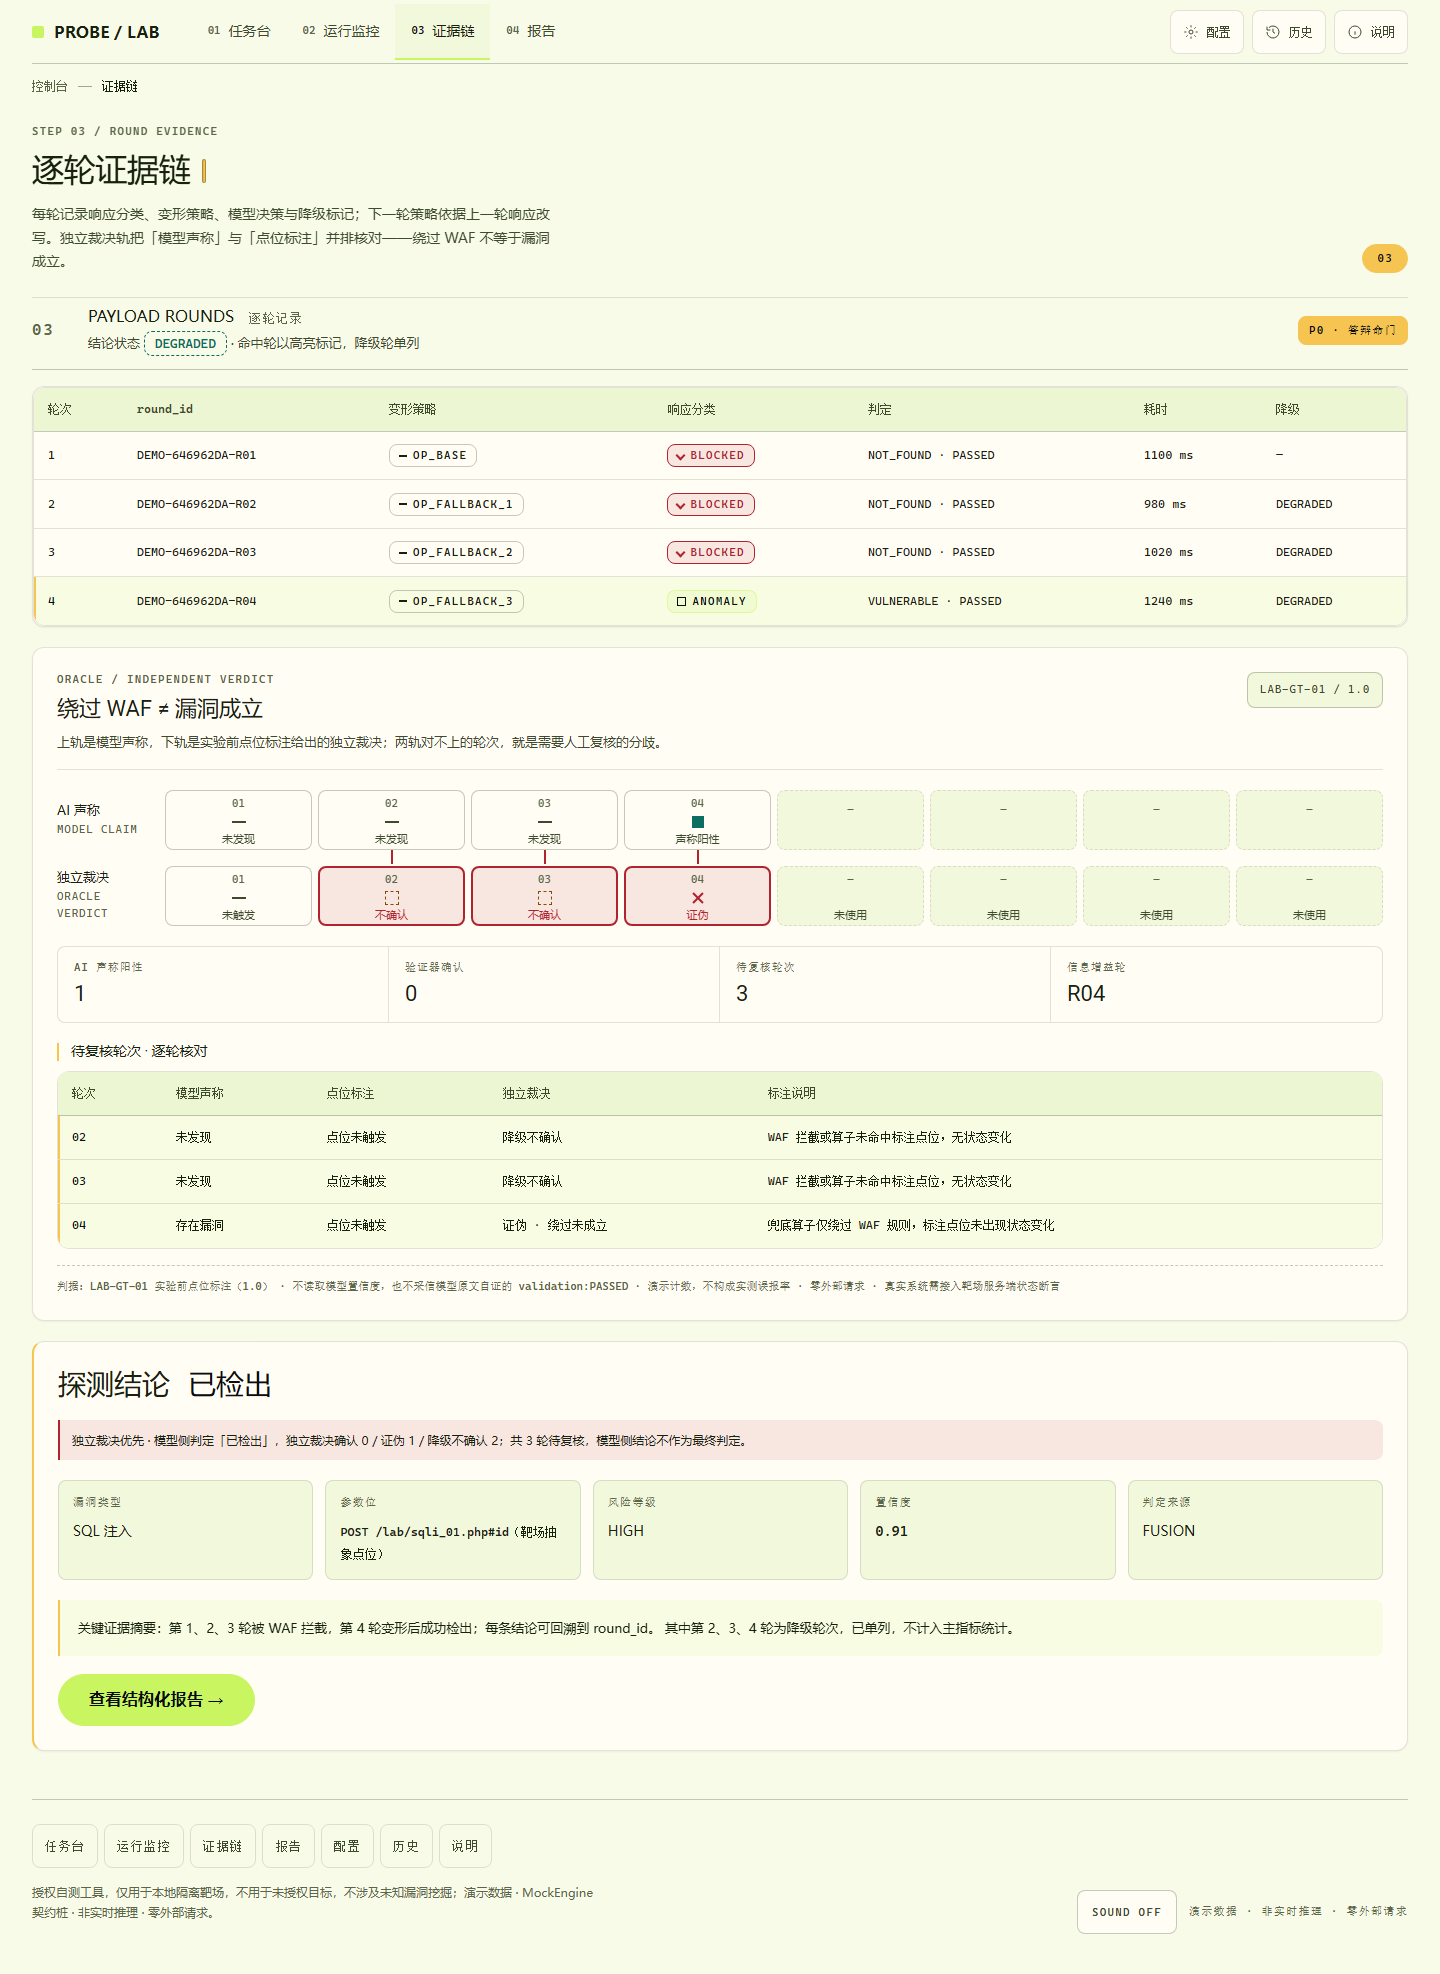 PROBE / LAB
01 任务台
02 运行监控
03 证据链
04 报告
配置
历史
说明
控制台 — 证据链
STEP 03 / ROUND EVIDENCE
逐轮证据链
每轮记录响应分类、变形策略、模型决策与降级标记；下一轮策略依据上一轮响应改
写。独立裁决轨把「模型声称」与「点位标注」并排核对——绕过 WAF 不等于漏洞
成立。
03
03
PAYLOAD ROUNDS 逐轮记录
结论状态 DEGRADED · 命中轮以高亮标记，降级轮单列
P0 · 答辩命门
轮次 round_id 变形策略 响应分类 判定 耗时 降级
1 DEMO-646962DA-R01 OP_BASE BLOCKED NOT_FOUND · PASSED 1100 ms —
2 DEMO-646962DA-R02 OP_FALLBACK_1 BLOCKED NOT_FOUND · PASSED 980 ms DEGRADED
3 DEMO-646962DA-R03 OP_FALLBACK_2 BLOCKED NOT_FOUND · PASSED 1020 ms DEGRADED
4 DEMO-646962DA-R04 OP_FALLBACK_3 ANOMALY VULNERABLE · PASSED 1240 ms DEGRADED
ORACLE / INDEPENDENT VERDICT
绕过 WAF ≠ 漏洞成立
上轨是模型声称，下轨是实验前点位标注给出的独立裁决；两轨对不上的轮次，就是需要人工复核的分歧。
LAB-GT-01 / 1.0
AI 声称
MODEL CLAIM
01 02 03 04 — — — —
未发现 未发现 未发现 声称阳性
独立裁决
ORACLE
VERDICT
01 02 03 04 — — — —
未触发 不确认 不确认 证伪 未使用 未使用 未使用 未使用
AI 声称阳性 验证器确认 待复核轮次 信息增益轮
1 0 3 R04
待复核轮次 · 逐轮核对
轮次 模型声称 点位标注 独立裁决 标注说明
02 未发现 点位未触发 降级不确认 WAF 拦截或算子未命中标注点位，无状态变化
03 未发现 点位未触发 降级不确认 WAF 拦截或算子未命中标注点位，无状态变化
04 存在漏洞 点位未触发 证伪 · 绕过未成立 兜底算子仅绕过 WAF 规则，标注点位未出现状态变化
判据：LAB-GT-01 实验前点位标注（1.0） · 不读取模型置信度，也不采信模型原文自证的 validation:PASSED · 演示计数，不构成实测误报率 · 零外部请求 · 真实系统需接入靶场服务端状态断言
探测结论 已检出
独立裁决优先 · 模型侧判定「已检出」，独立裁决确认 0 / 证伪 1 / 降级不确认 2；共 3 轮待复核，模型侧结论不作为最终判定。
漏洞类型
SQL 注入
参数位
POST /lab/sqli_01.php#id（靶场抽
象点位）
风险等级
HIGH
置信度
0.91
判定来源
FUSION
关键证据摘要：第 1、2、3 轮被 WAF 拦截，第 4 轮变形后成功检出；每条结论可回溯到 round_id。 其中第 2、3、4 轮为降级轮次，已单列，不计入主指标统计。
查看结构化报告 →
任务台 运行监控 证据链 报告 配置 历史 说明
授权自测工具，仅用于本地隔离靶场，不用于未授权目标，不涉及未知漏洞挖掘；演示数据 · MockEngine
契约桩 · 非实时推理 · 零外部请求。
SOUND OFF
演示数据 · 非实时推理 · 零外部请求